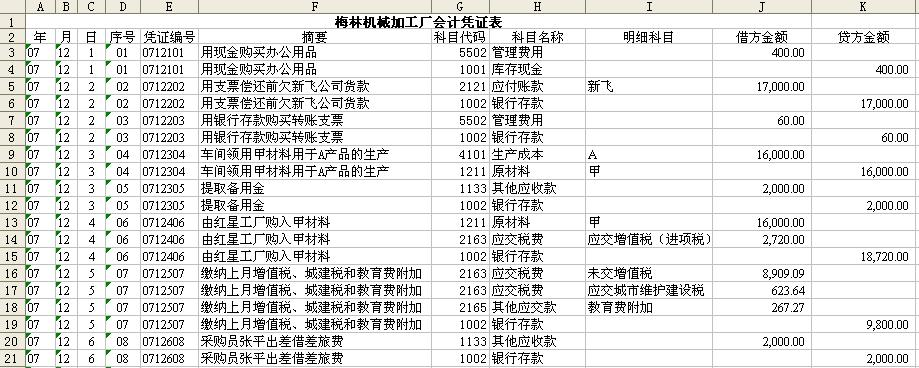 A B C D E F G H I J K
1 梅林机械加工厂会计凭证表
2 年 月 日 序号 凭证编号 摘要 科目代码 科目名称 明细科目 借方金额 贷方金额
3 07 12 1 01 0712101 用现金购买办公用品 5502 管理费用 400.00
4 07 12 1 01 0712101 用现金购买办公用品 1001 库存现金 400.00
5 07 12 2 02 0712202 用支票偿还前欠新飞公司货款 2121 应付账款 新飞 17,000.00
6 07 12 2 02 0712202 用支票偿还前欠新飞公司货款 1002 银行存款 17,000.00
7 07 12 2 03 0712203 用银行存款购买转账支票 5502 管理费用 60.00
8 07 12 2 03 0712203 用银行存款购买转账支票 1002 银行存款 60.00
9 07 12 3 04 0712304 车间领用甲材料用于A产品的生产 4101 生产成本 A 16,000.00
10 07 12 3 04 0712304 车间领用甲材料用于A产品的生产 1211 原材料 甲 16,000.00
11 07 12 3 05 0712305 提取备用金 1133 其他应收款 2,000.00
12 07 12 3 05 0712305 提取备用金 1002 银行存款 2,000.00
13 07 12 4 06 0712406 由红星工厂购入甲材料 1211 原材料 甲 16,000.00
14 07 12 4 06 0712406 由红星工厂购入甲材料 2163 应交税费 应交增值税（进项税） 2,720.00
15 07 12 4 06 0712406 由红星工厂购入甲材料 1002 银行存款 18,720.00
16 07 12 5 07 0712507 缴纳上月增值税、城建税和教育费附加 2163 应交税费 未交增值税 8,909.09
17 07 12 5 07 0712507 缴纳上月增值税、城建税和教育费附加 2163 应交税费 应交城市维护建设税 623.64
18 07 12 5 07 0712507 缴纳上月增值税、城建税和教育费附加 2165 其他应交款 教育费附加 267.27
19 07 12 5 07 0712507 缴纳上月增值税、城建税和教育费附加 1002 银行存款 9,800.00
20 07 12 6 08 0712608 采购员张平出差借差旅费 1133 其他应收款 2,000.00
21 07 12 6 08 0712608 采购员张平出差借差旅费 1002 银行存款 2,000.00